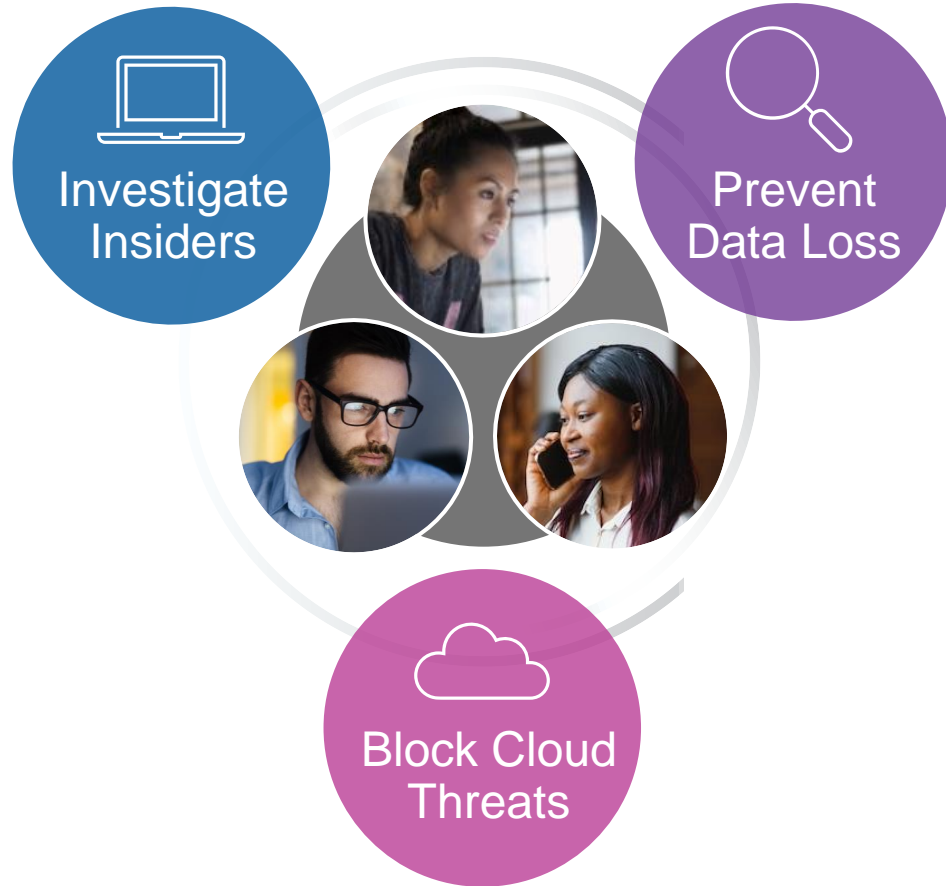 Investigate
Insiders
Prevent
Data Loss
Block Cloud
Threats